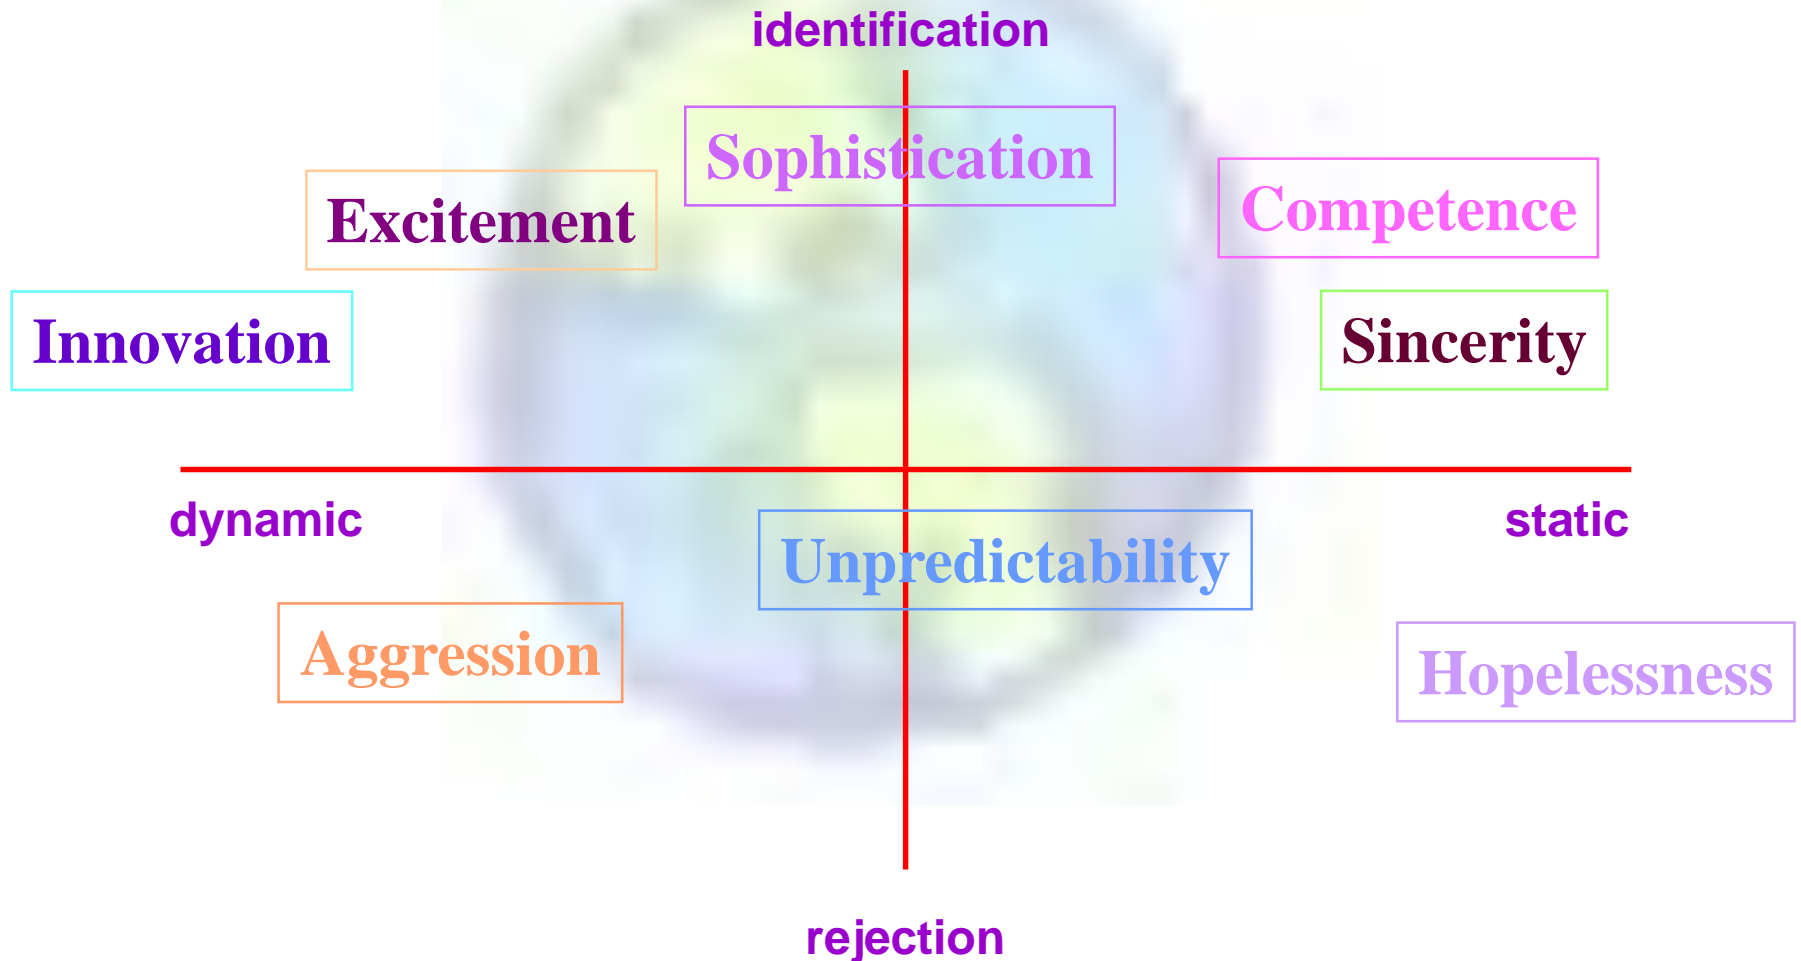 identification
Sophistication
Competence
Excitement
Innovation
Sincerity
dynamic
static
Unpredictability
Aggression
Hopelessness
rejection